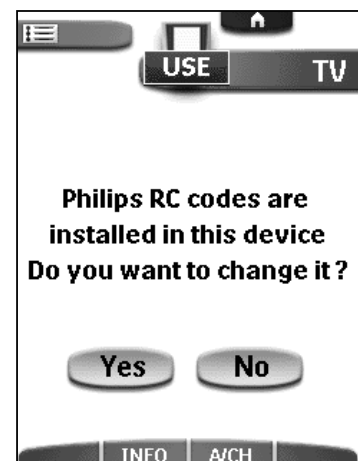 USE
TV
Philips RC codes are
installed in this device
Do you want to change it ?
Yes No
INFO A/CH